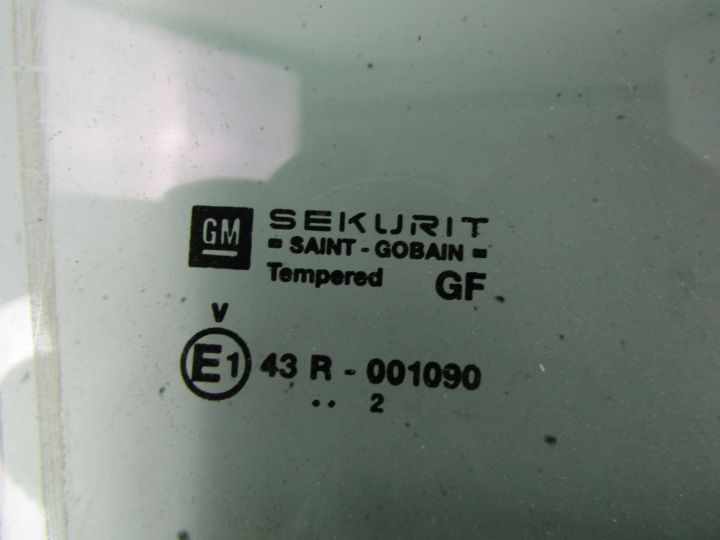 GM SEKURIT
= SAINT - GOBAIN =
Tempered GF
V
E1 43 R - 001090
.. 2